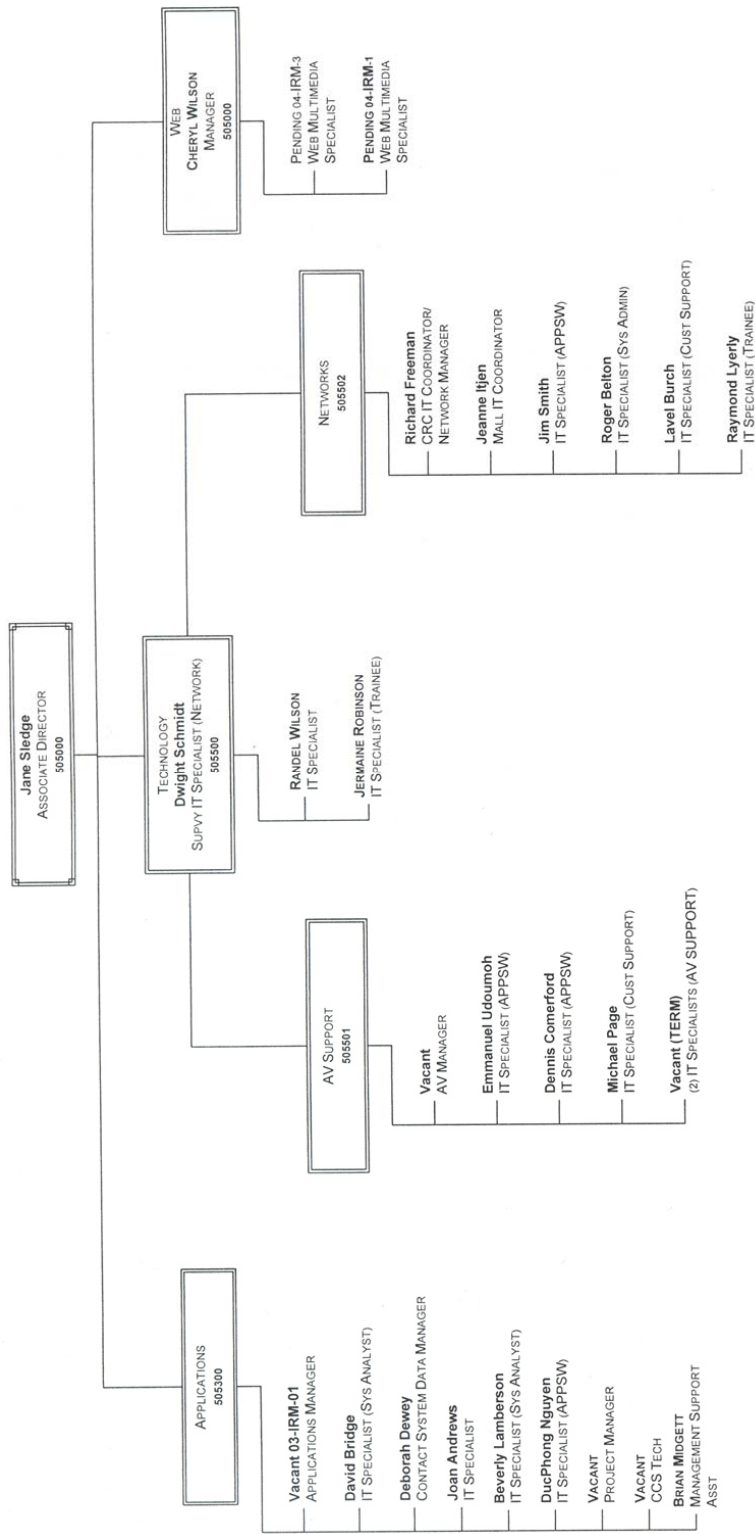 Jane Sledge
ASSOCIATE DIRECTOR
505000
APPLICATIONS
505300
Vacant 03-IRM-01
APPLICATIONS MANAGER
David Bridge
IT SPECIALIST (SYS ANALYST)
Deborah Dewey
CONTACT SYSTEM DATA MANAGER
Joan Andrews
IT SPECIALIST
Beverly Lamberson
IT SPECIALIST (SYS ANALYST)
DucPhong Nguyen
IT SPECIALIST (APPSW)
VACANT
PROJECT MANAGER
VACANT
CCS TECH
BRIAN MIDGETT
MANAGEMENT SUPPORT
ASST
TECHNOLOGY
Dwight Schmidt
SUPVY IT SPECIALIST (NETWORK)
505500
AV SUPPORT
505501
Vacant
AV MANAGER
Emmanuel Udoumoh
IT SPECIALIST (APPSW)
Dennis Comerford
IT SPECIALIST (APPSW)
Michael Page
IT SPECIALIST (CUST SUPPORT)
Vacant (TERM)
(2) IT SPECIALISTS (AV SUPPORT)
RANDEL WILSON
IT SPECIALIST
JERMAINE ROBINSON
IT SPECIALIST (TRAINEE)
NETWORKS
505502
Richard Freeman
CRC IT COORDINATOR/
NETWORK MANAGER
Jeanne Itjen
MALL IT COORDINATOR
Jim Smith
IT SPECIALIST (APPSW)
Roger Belton
IT SPECIALIST (SYS ADMIN)
Lavel Burch
IT SPECIALIST (CUST SUPPORT)
Raymond Lyerly
IT SPECIALIST (TRAINEE)
WEB
CHERYL WILSON
MANAGER
505000
PENDING 04-IRM-3
WEB MULTIMEDIA
SPECIALIST
PENDING 04-IRM-1
WEB MULTIMEDIA
SPECIALIST